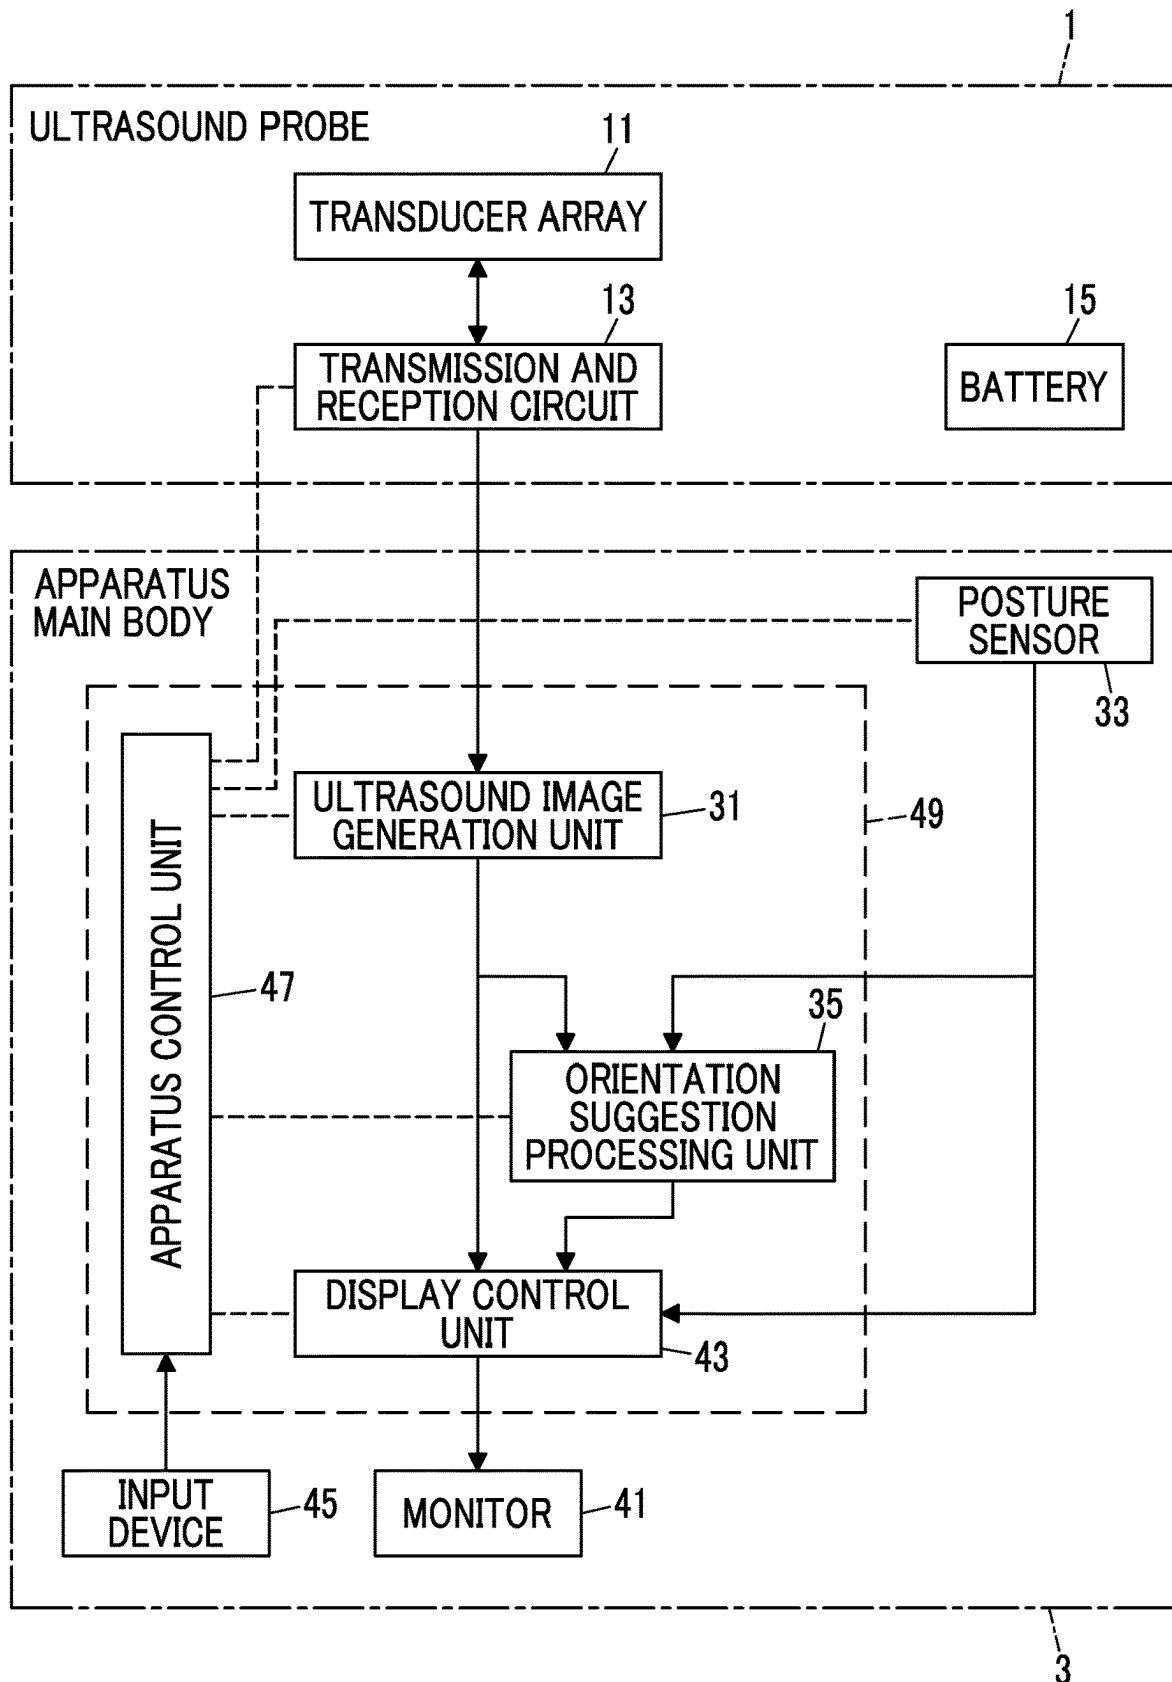 1
ULTRASOUND PROBE
11
TRANSDUCER ARRAY
13
TRANSMISSION AND
RECEPTION CIRCUIT
15
BATTERY
APPARATUS
MAIN BODY
POSTURE
SENSOR
33
ULTRASOUND IMAGE
GENERATION UNIT
31
49
APPARATUS CONTROL UNIT
47
35
ORIENTATION
SUGGESTION
PROCESSING UNIT
DISPLAY CONTROL
UNIT
43
INPUT
DEVICE
45
MONITOR
41
3